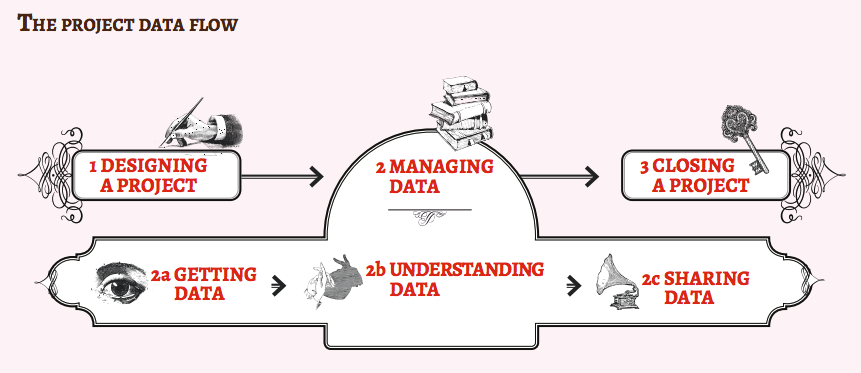 THE PROJECT DATA FLOW
1 DESIGNING
A PROJECT
2 MANAGING
DATA
3 CLOSING
A PROJECT
2a GETTING
DATA
2b UNDERSTANDING
DATA
2c SHARING
DATA